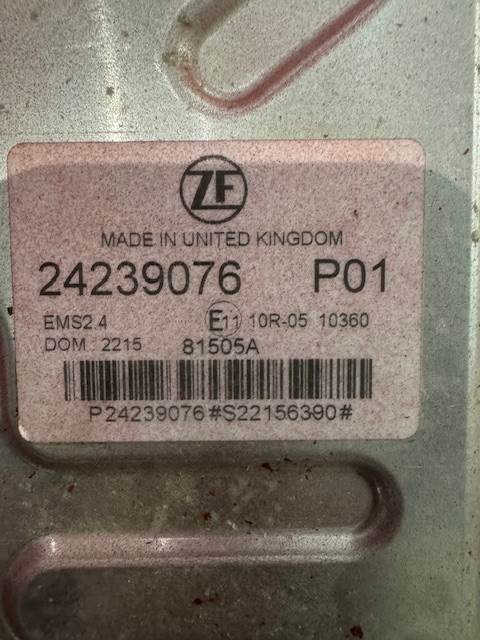 ZF
MADE IN UNITED KINGDOM
24239076 P01
EMS2.4 E11 10R-05 10360
DOM 2215 81505A
P24239076#S22156390#